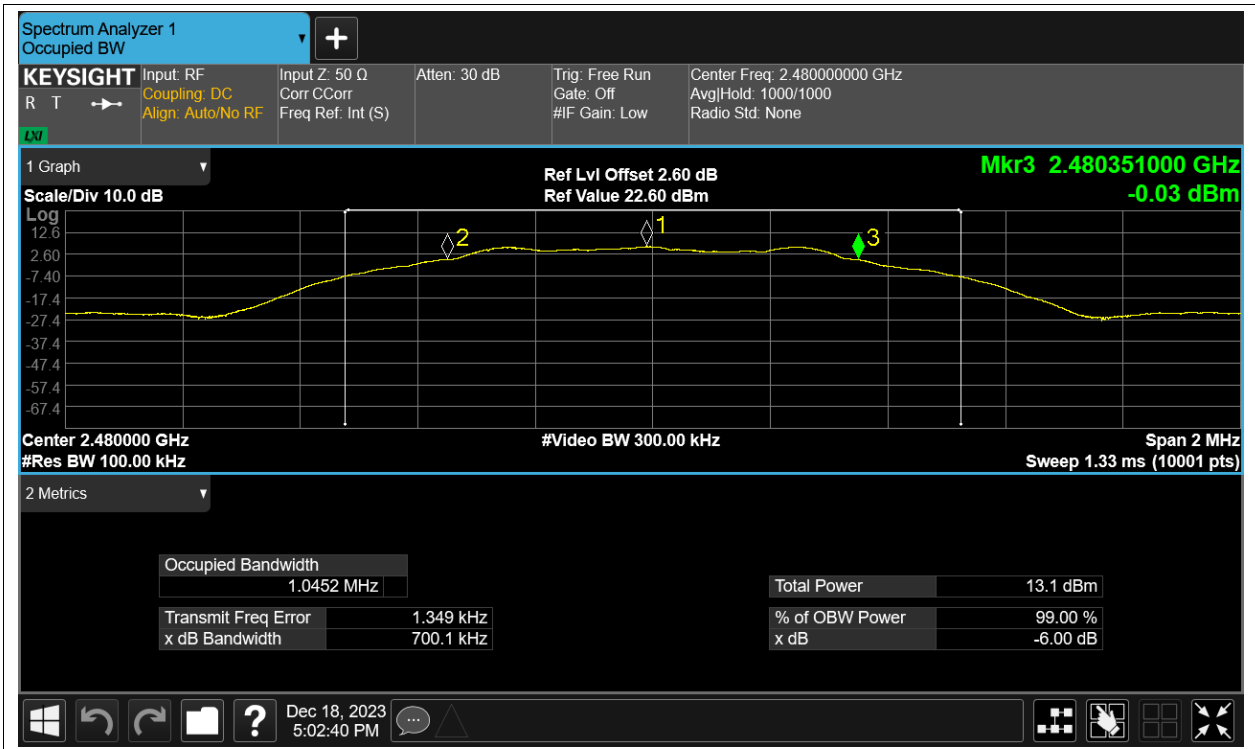 Spectrum Analyzer 1
Occupied BW
KEYSIGHT
R T
LXI
Input: RF
Coupling: DC
Align: Auto/No RF
Input Z: 50 Ω
Corr CCorr
Freq Ref: Int (S)
Atten: 30 dB
Trig: Free Run
Gate: Off
#IF Gain: Low
Center Freq: 2.480000000 GHz
Avg|Hold: 1000/1000
Radio Std: None
1 Graph
Scale/Div 10.0 dB
Ref Lvl Offset 2.60 dB
Ref Value 22.60 dBm
Mkr3 2.480351000 GHz
-0.03 dBm
Log
12.6
2.60
-7.40
-17.4
-27.4
-37.4
-47.4
-57.4
-67.4
2
1
3
Center 2.480000 GHz
#Res BW 100.00 kHz
#Video BW 300.00 kHz
Span 2 MHz
Sweep 1.33 ms (10001 pts)
2 Metrics
Occupied Bandwidth
1.0452 MHz
Transmit Freq Error 1.349 kHz
x dB Bandwidth 700.1 kHz
Total Power 13.1 dBm
% of OBW Power 99.00 %
x dB -6.00 dB
Dec 18, 2023
5:02:40 PM